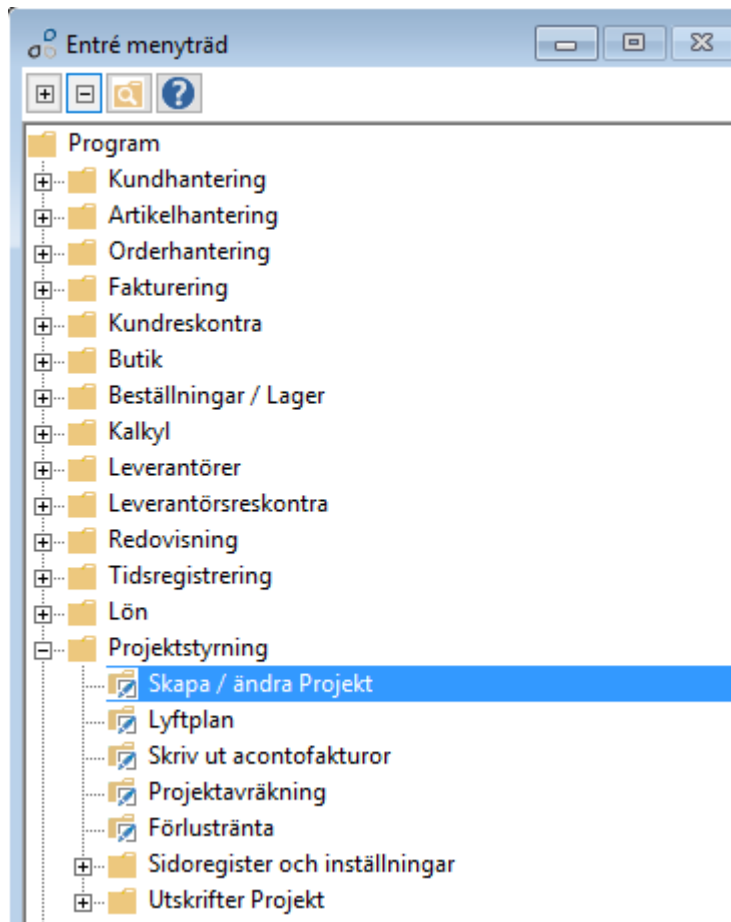 Entré menyträd
Program
Kundhantering
Artikelhantering
Orderhantering
Fakturering
Kundreskontra
Butik
Beställningar / Lager
Kalkyl
Leverantörer
Leverantörsreskontra
Redovisning
Tidsregistrering
Lön
Projektstyrning
Skapa / ändra Projekt
Lyftplan
Skriv ut acontofakturor
Projektavräkning
Förlustränta
Sidoregister och inställningar
Utskrifter Projekt